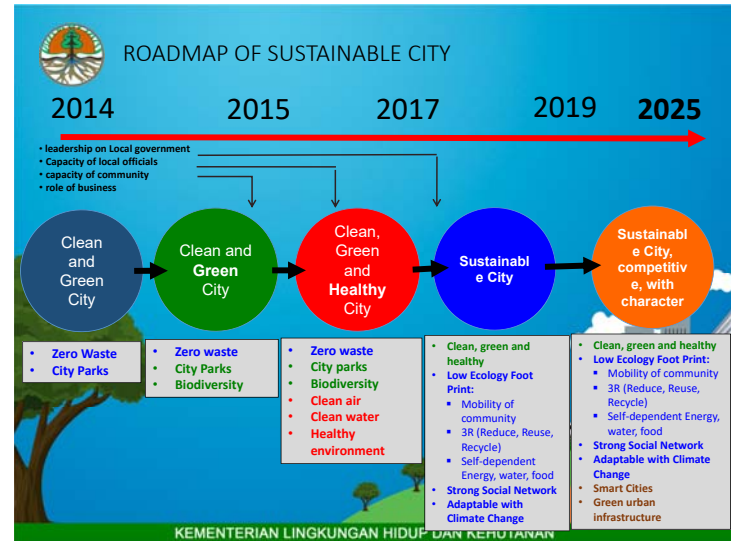 ROADMAP OF SUSTAINABLE CITY
2014
2015
2017
2019
2025
• leadership on Local government
• Capacity of local officials
• capacity of community
• role of business
Clean
and
Green
City
Clean and
Green
City
Clean,
Green
and
Healthy
City
Sustainabl
e City
Sustainabl
e City,
competitiv
e, with
character
• Zero Waste
• City Parks
• Zero waste
• City Parks
• Biodiversity
• Zero waste
• City parks
• Biodiversity
• Clean air
• Clean water
• Healthy
environment
• Clean, green and
healthy
• Low Ecology Foot
Print:
▪ Mobility of
community
▪ 3R (Reduce, Reuse,
Recycle)
▪ Self-dependent
Energy, water, food
• Strong Social Network
• Adaptable with
Climate Change
• Clean, green and healthy
• Low Ecology Foot Print:
▪ Mobility of community
▪ 3R (Reduce, Reuse,
Recycle)
▪ Self-dependent Energy,
water, food
• Strong Social Network
• Adaptable with Climate
Change
• Smart Cities
• Green urban
infrastructure
KEMENTERIAN LINGKUNGAN HIDUP DAN KEHUTANAN